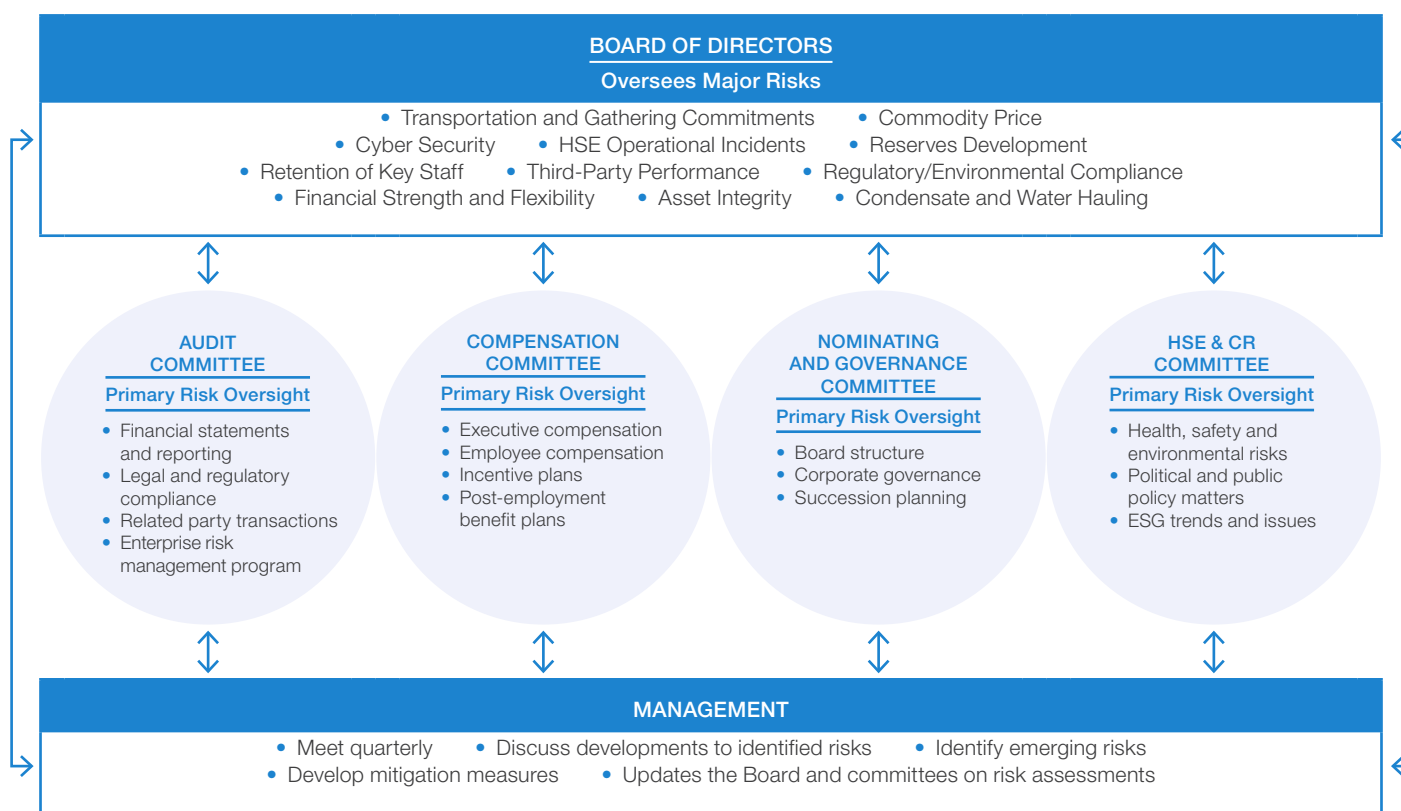 BOARD OF DIRECTORS
Oversees Major Risks
• Transportation and Gathering Commitments • Commodity Price
• Cyber Security • HSE Operational Incidents • Reserves Development
• Retention of Key Staff • Third-Party Performance • Regulatory/Environmental Compliance
• Financial Strength and Flexibility • Asset Integrity • Condensate and Water Hauling
AUDIT
COMMITTEE
Primary Risk Oversight
• Financial statements
and reporting
• Legal and regulatory
compliance
• Related party transactions
• Enterprise risk
management program
COMPENSATION
COMMITTEE
Primary Risk Oversight
• Executive compensation
• Employee compensation
• Incentive plans
• Post-employment
benefit plans
NOMINATING
AND GOVERNANCE
COMMITTEE
Primary Risk Oversight
• Board structure
• Corporate governance
• Succession planning
HSE & CR
COMMITTEE
Primary Risk Oversight
• Health, safety and
environmental risks
• Political and public
policy matters
• ESG trends and issues
MANAGEMENT
• Meet quarterly • Discuss developments to identified risks • Identify emerging risks
• Develop mitigation measures • Updates the Board and committees on risk assessments